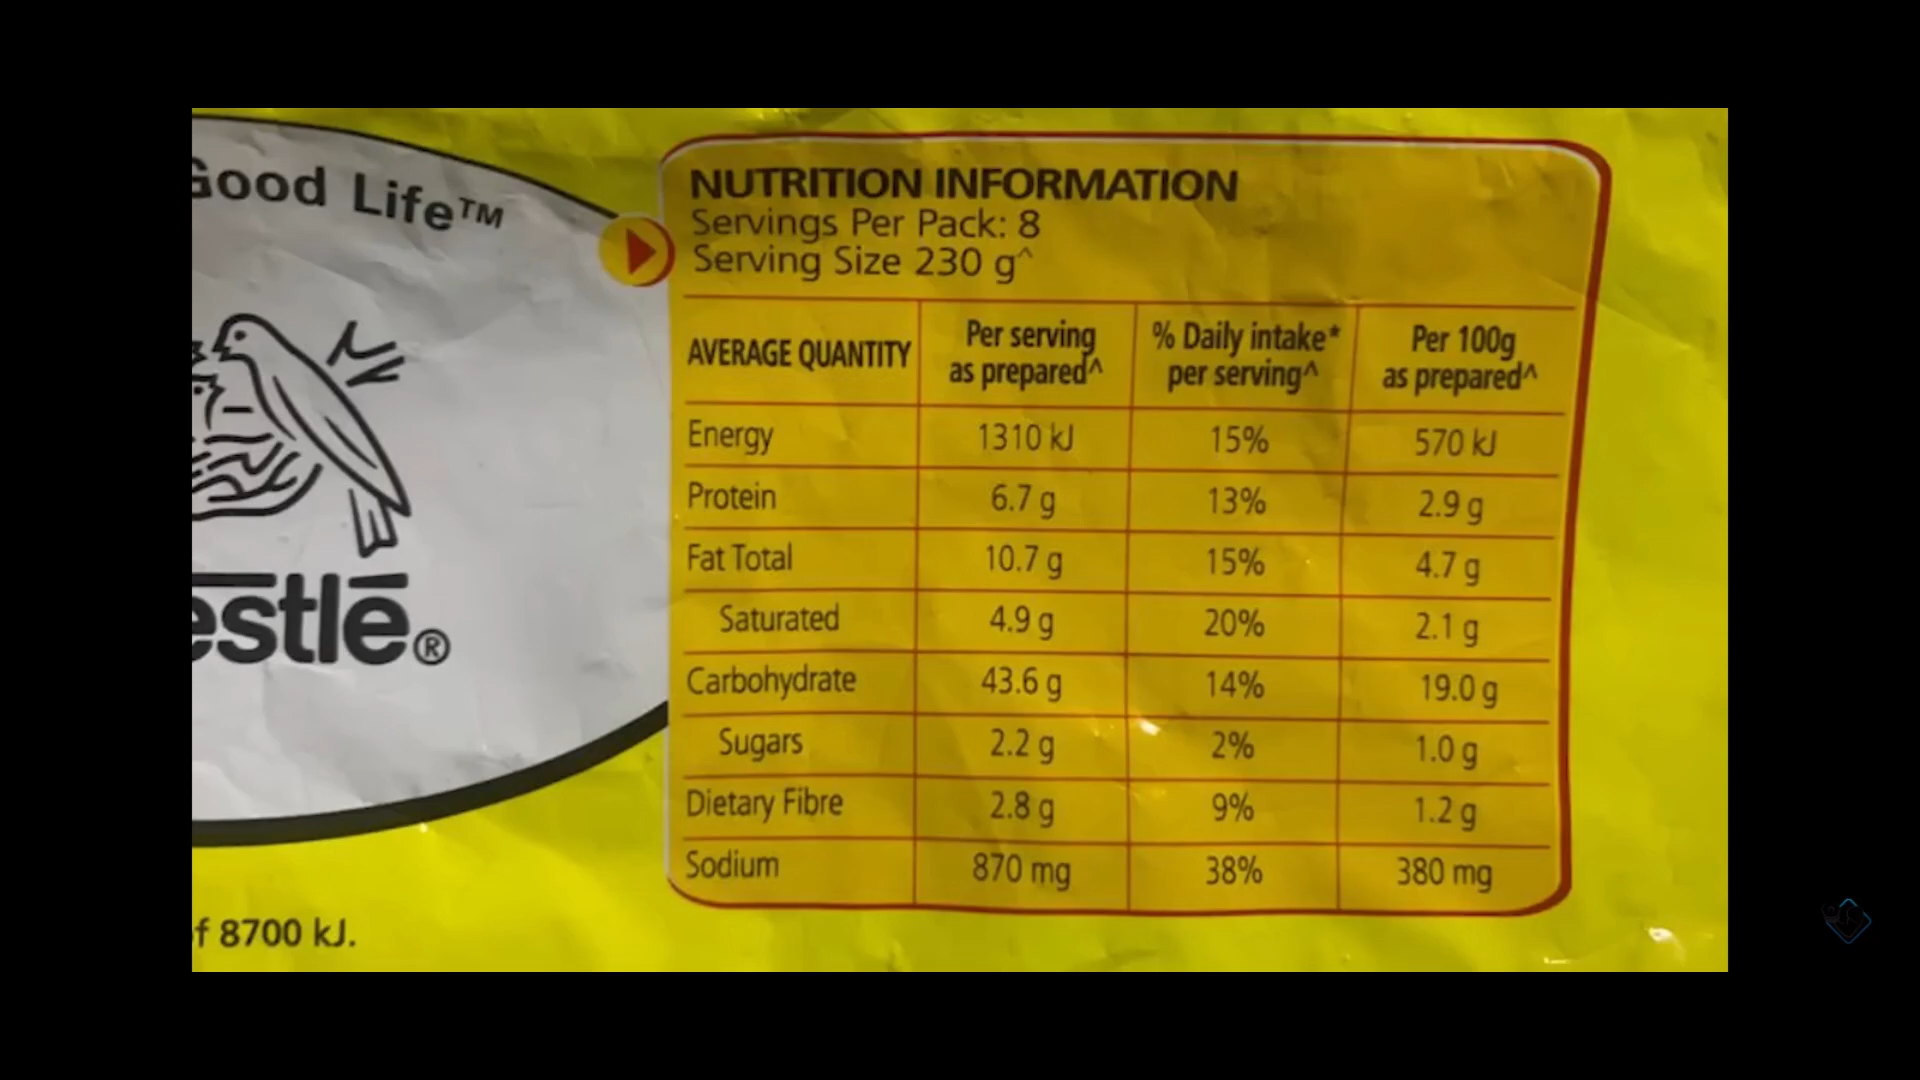 Good Life™
estlé®
f 8700 kJ.
NUTRITION INFORMATION
Servings Per Pack: 8
Serving Size 230 g^
AVERAGE QUANTITY Per serving as prepared^ % Daily intake* per serving^ Per 100g as prepared^
Energy 1310 kJ 15% 570 kJ
Protein 6.7 g 13% 2.9 g
Fat Total 10.7 g 15% 4.7 g
Saturated 4.9 g 20% 2.1 g
Carbohydrate 43.6 g 14% 19.0 g
Sugars 2.2 g 2% 1.0 g
Dietary Fibre 2.8 g 9% 1.2 g
Sodium 870 mg 38% 380 mg